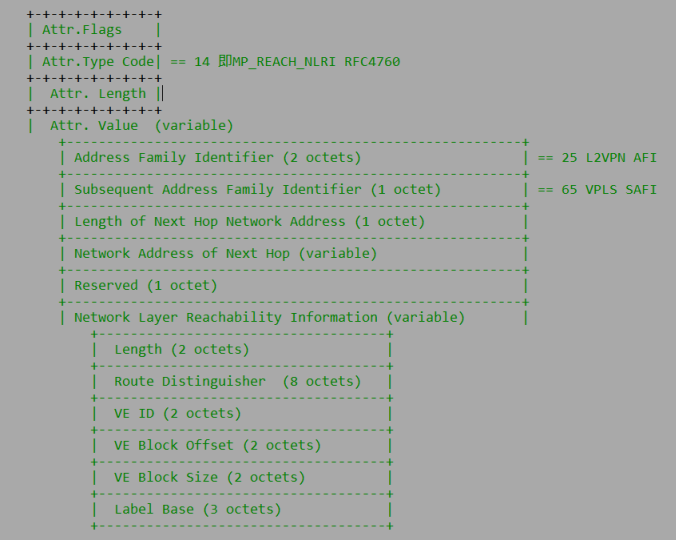 Attr.Flags
Attr.Type Code == 14 即MP_REACH_NLRI RFC4760
Attr. Length
Attr. Value (variable)
Address Family Identifier (2 octets) == 25 L2VPN AFI
Subsequent Address Family Identifier (1 octet) == 65 VPLS SAFI
Length of Next Hop Network Address (1 octet)
Network Address of Next Hop (variable)
Reserved (1 octet)
Network Layer Reachability Information (variable)
Length (2 octets)
Route Distinguisher (8 octets)
VE ID (2 octets)
VE Block Offset (2 octets)
VE Block Size (2 octets)
Label Base (3 octets)